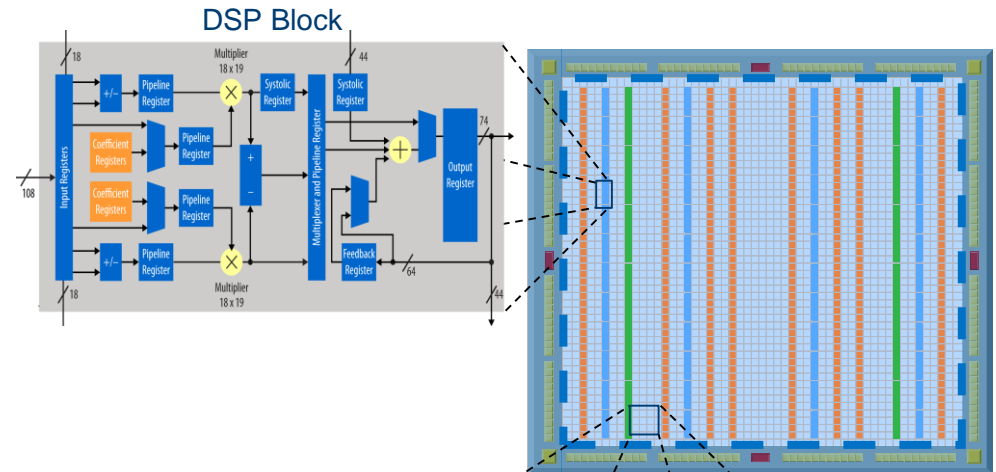 DSP Block
18
44
Multiplier
18 x 19
+/−
Pipeline
Register
×
Systolic
Register
Systolic
Register
74
Input Registers
Coefficient
Registers
Pipeline
Register
+
−
Multiplexer and Pipeline Register
+
Output
Register
108
Coefficient
Registers
Pipeline
Register
+/−
Pipeline
Register
×
Feedback
Register
64
Multiplier
18 x 19
18
44